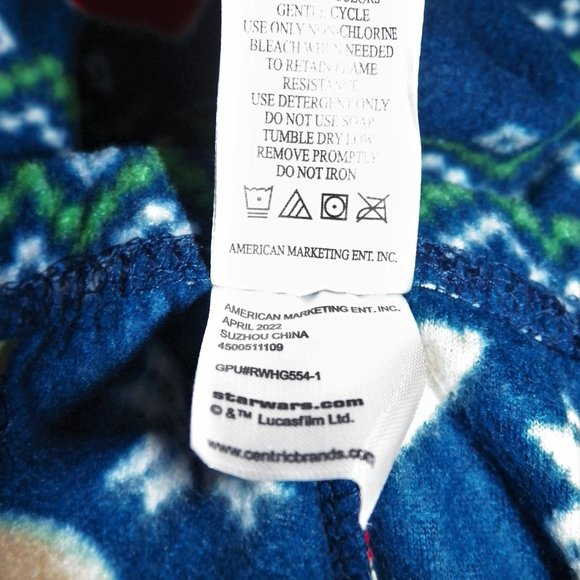 COLORS
GENTLE CYCLE
USE ONLY NON-CHLORINE
BLEACH WHEN NEEDED
TO RETAIN FLAME
RESISTANCE
USE DETERGENT ONLY
DO NOT USE SOAP
TUMBLE DRY LOW
REMOVE PROMPTLY
DO NOT IRON
AMERICAN MARKETING ENT. INC.
AMERICAN MARKETING ENT. INC.
APRIL 2022
SUZHOU CHINA
4500511109
GPU#RWHG554-1
starwars.com
© &™ Lucasfilm Ltd.
www.centricbrands.com